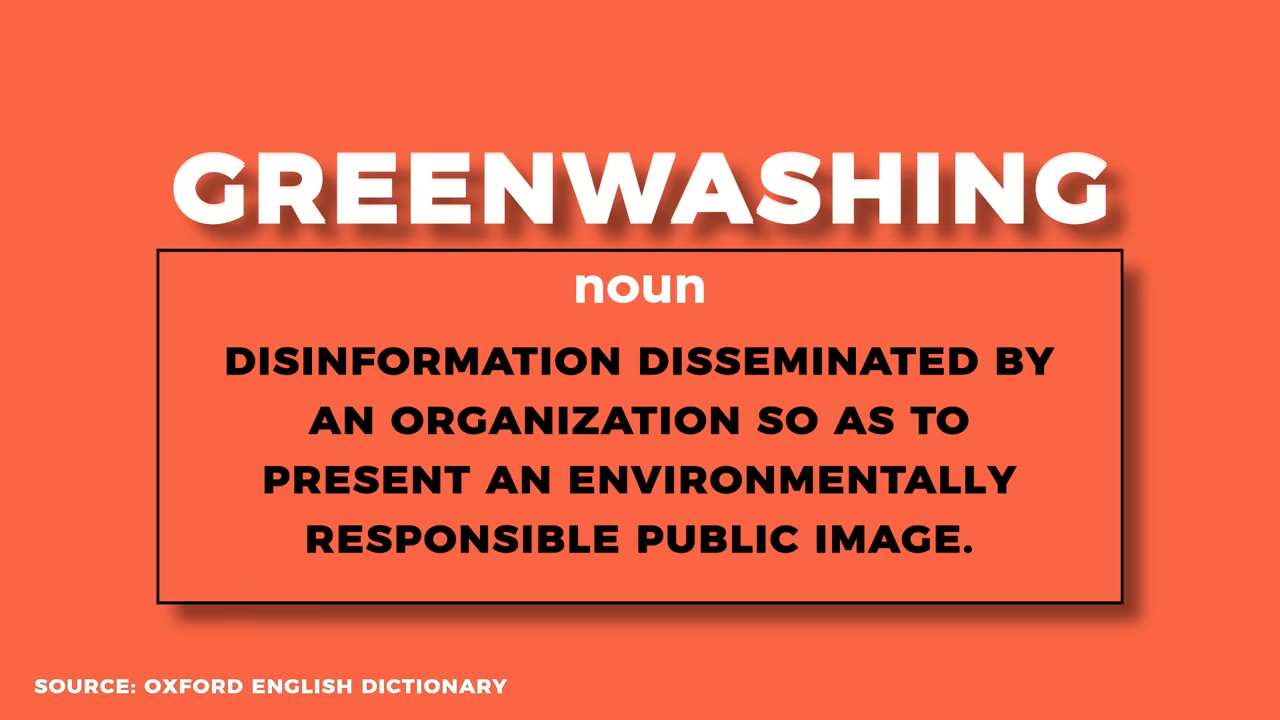 GREENWASHING
noun
DISINFORMATION DISSEMINATED BY
AN ORGANIZATION SO AS TO
PRESENT AN ENVIRONMENTALLY
RESPONSIBLE PUBLIC IMAGE.
SOURCE: OXFORD ENGLISH DICTIONARY